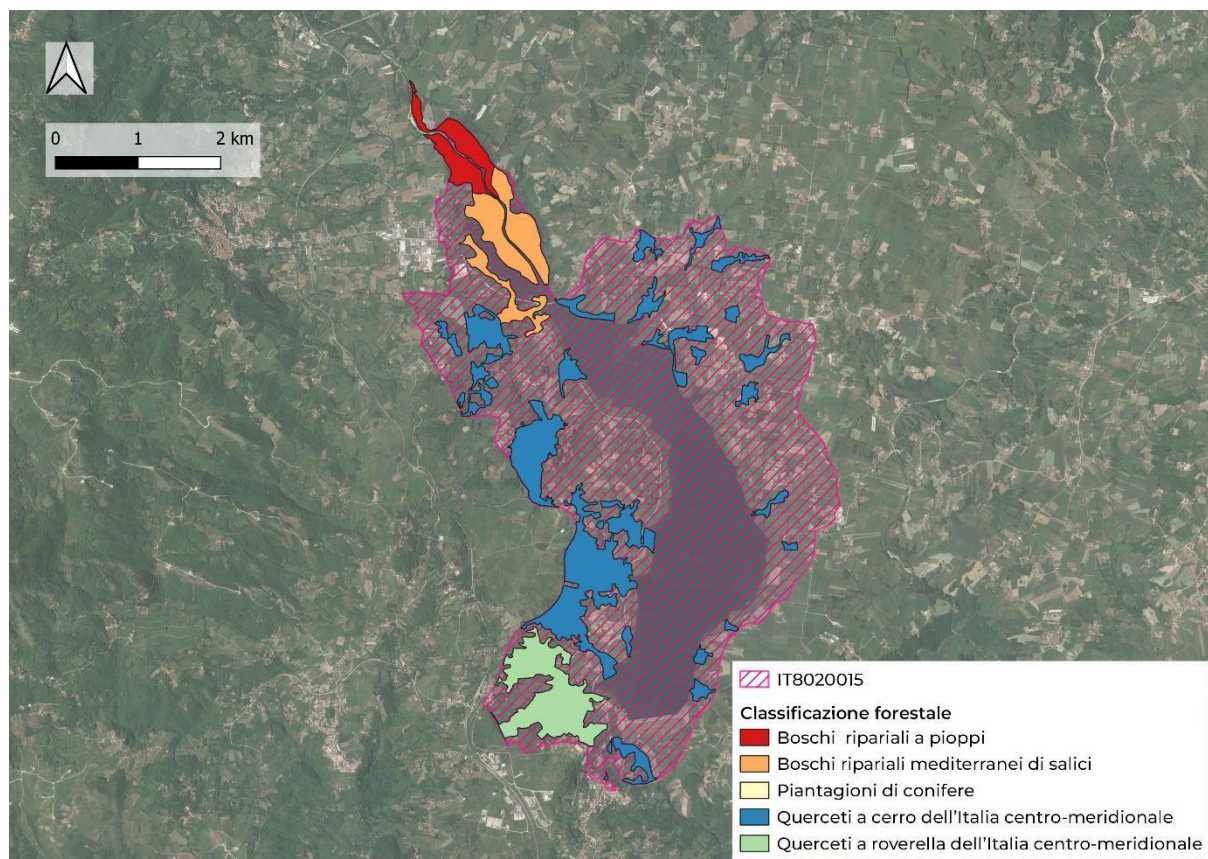 0 1 2 km
IT8020015
Classificazione forestale
Boschi ripariali a pioppi
Boschi ripariali mediterranei di salici
Piantagioni di conifere
Querceti a cerro dell'Italia centro-meridionale
Querceti a roverella dell'Italia centro-meridionale